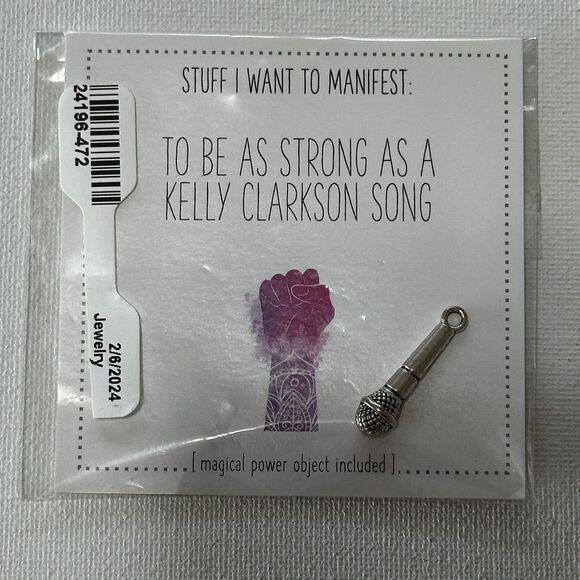 STUFF I WANT TO MANIFEST:
TO BE AS STRONG AS A
KELLY CLARKSON SONG
[ magical power object included ]
24196-472
2/6/2024
Jewelry